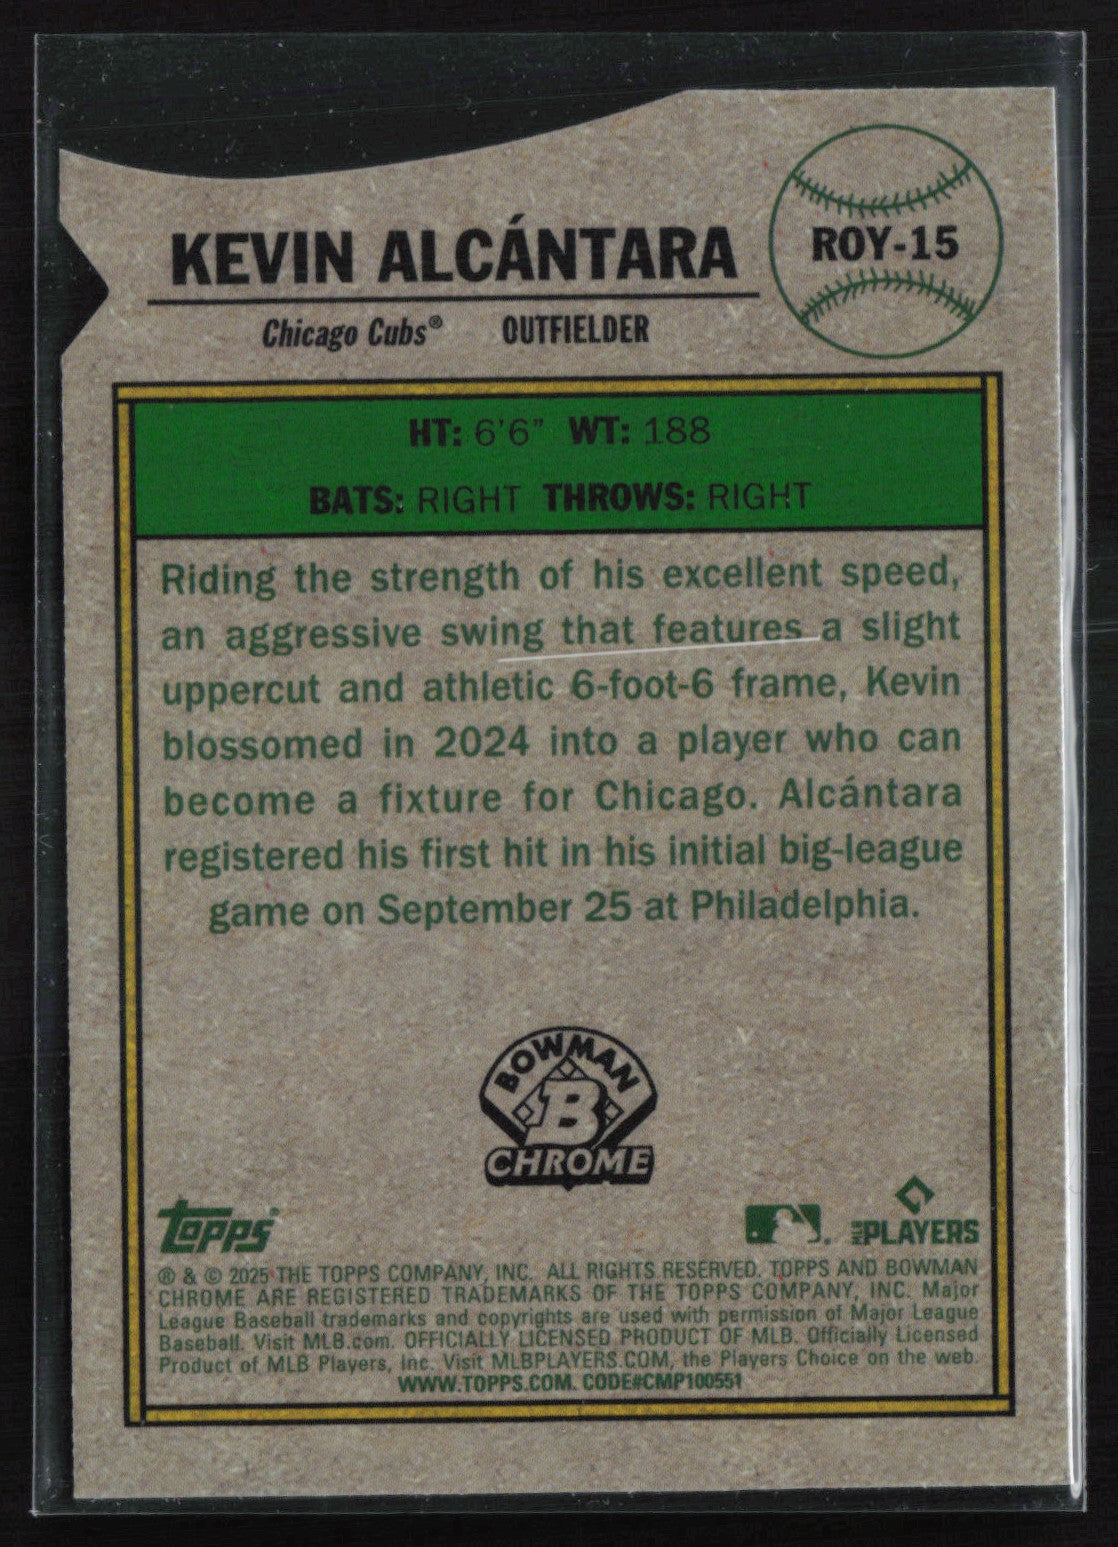 KEVIN ALCÁNTARA
ROY-15
Chicago Cubs® OUTFIELDER
HT: 6'6" WT: 188
BATS: RIGHT THROWS: RIGHT
Riding the strength of his excellent speed,
an aggressive swing that features a slight
uppercut and athletic 6-foot-6 frame, Kevin
blossomed in 2024 into a player who can
become a fixture for Chicago. Alcántara
registered his first hit in his initial big-league
game on September 25 at Philadelphia.
BOWMAN
B
CHROME
topps
PLAYERS
® & © 2025 THE TOPPS COMPANY, INC. ALL RIGHTS RESERVED. TOPPS AND BOWMAN
CHROME ARE REGISTERED TRADEMARKS OF THE TOPPS COMPANY, INC. Major
League Baseball trademarks and copyrights are used with permission of Major League
Baseball. Visit MLB.com. OFFICIALLY LICENSED PRODUCT OF MLB. Officially Licensed
Product of MLB Players, Inc. Visit MLBPLAYERS.COM, the Players Choice on the web.
WWW.TOPPS.COM. CODE#CMP100551